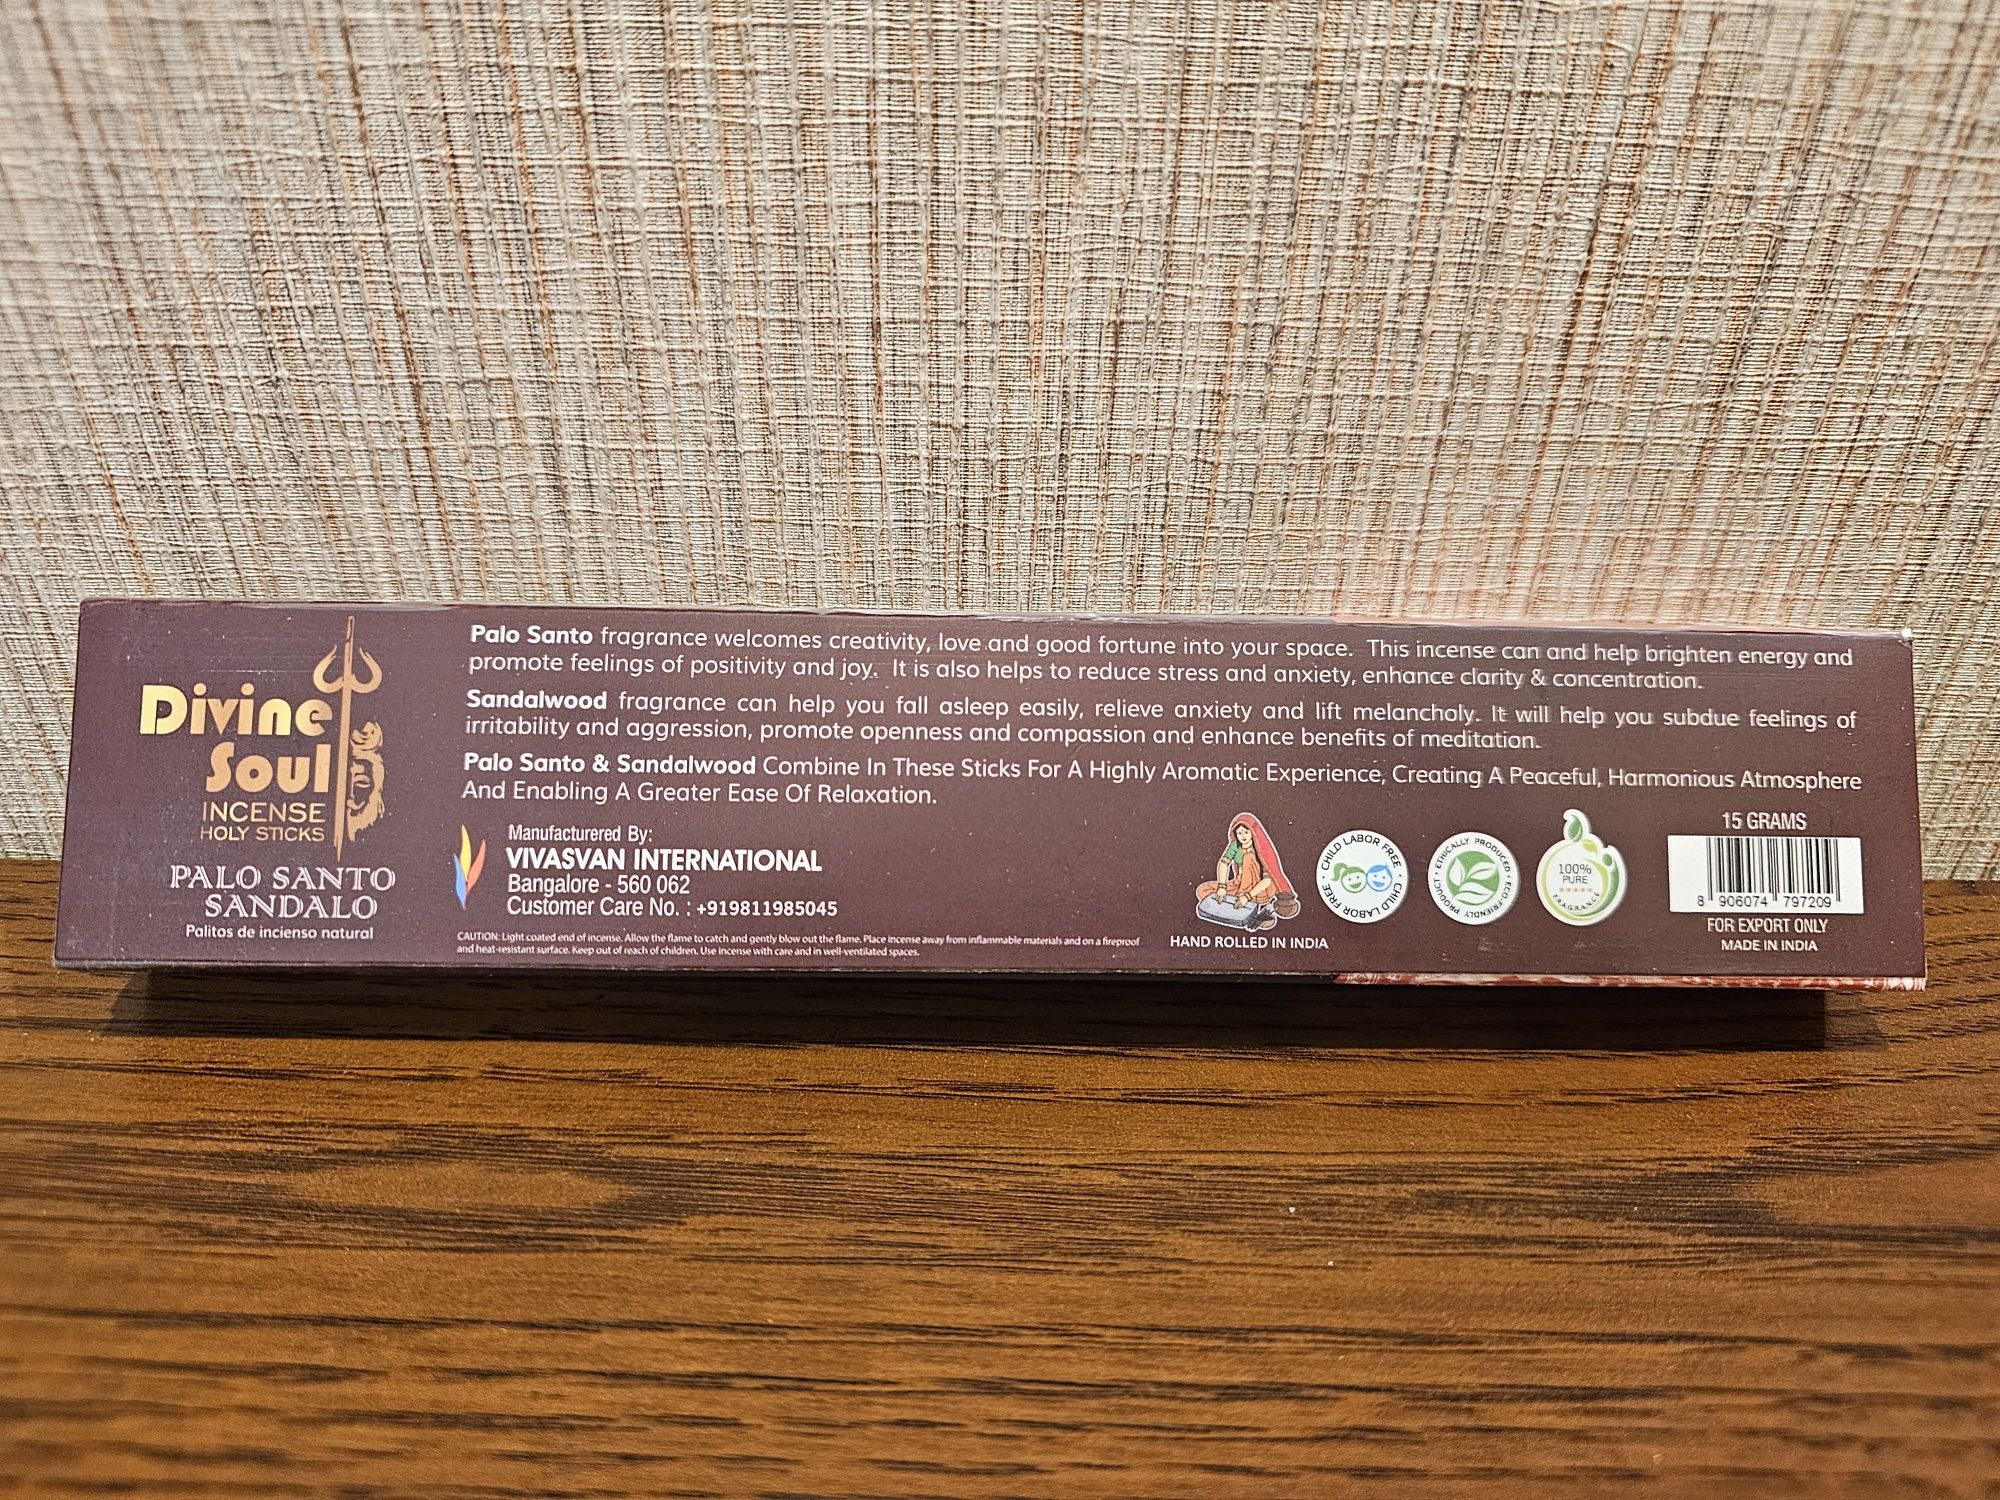 Divine
Soul
INCENSE
HOLY STICKS
PALO SANTO
SANDALO
Palitos de incienso natural
Palo Santo fragrance welcomes creativity, love and good fortune into your space. This incense can and help brighten energy and
promote feelings of positivity and joy. It is also helps to reduce stress and anxiety, enhance clarity & concentration.
Sandalwood fragrance can help you fall asleep easily, relieve anxiety and lift melancholy. It will help you subdue feelings of
irritability and aggression, promote openness and compassion and enhance benefits of meditation.
Palo Santo & Sandalwood Combine In These Sticks For A Highly Aromatic Experience, Creating A Peaceful, Harmonious Atmosphere
And Enabling A Greater Ease Of Relaxation.
Manufacturered By:
VIVASVAN INTERNATIONAL
Bangalore - 560 062
Customer Care No. : +919811985045
CAUTION: Light coated end of incense. Allow the flame to catch and gently blow out the flame. Place incense away from inflammable materials and on a fireproof
and heat-resistant surface. Keep out of reach of children. Use incense with care and in well-ventilated spaces.
HAND ROLLED IN INDIA
CHILD LABOR FREE • CHILD LABOR FREE •
ETHICALLY PRODUCED • ECO-FRIENDLY PRODUCT •
100%
PURE
FRAGRANCE
15 GRAMS
8 906074 797209
FOR EXPORT ONLY
MADE IN INDIA